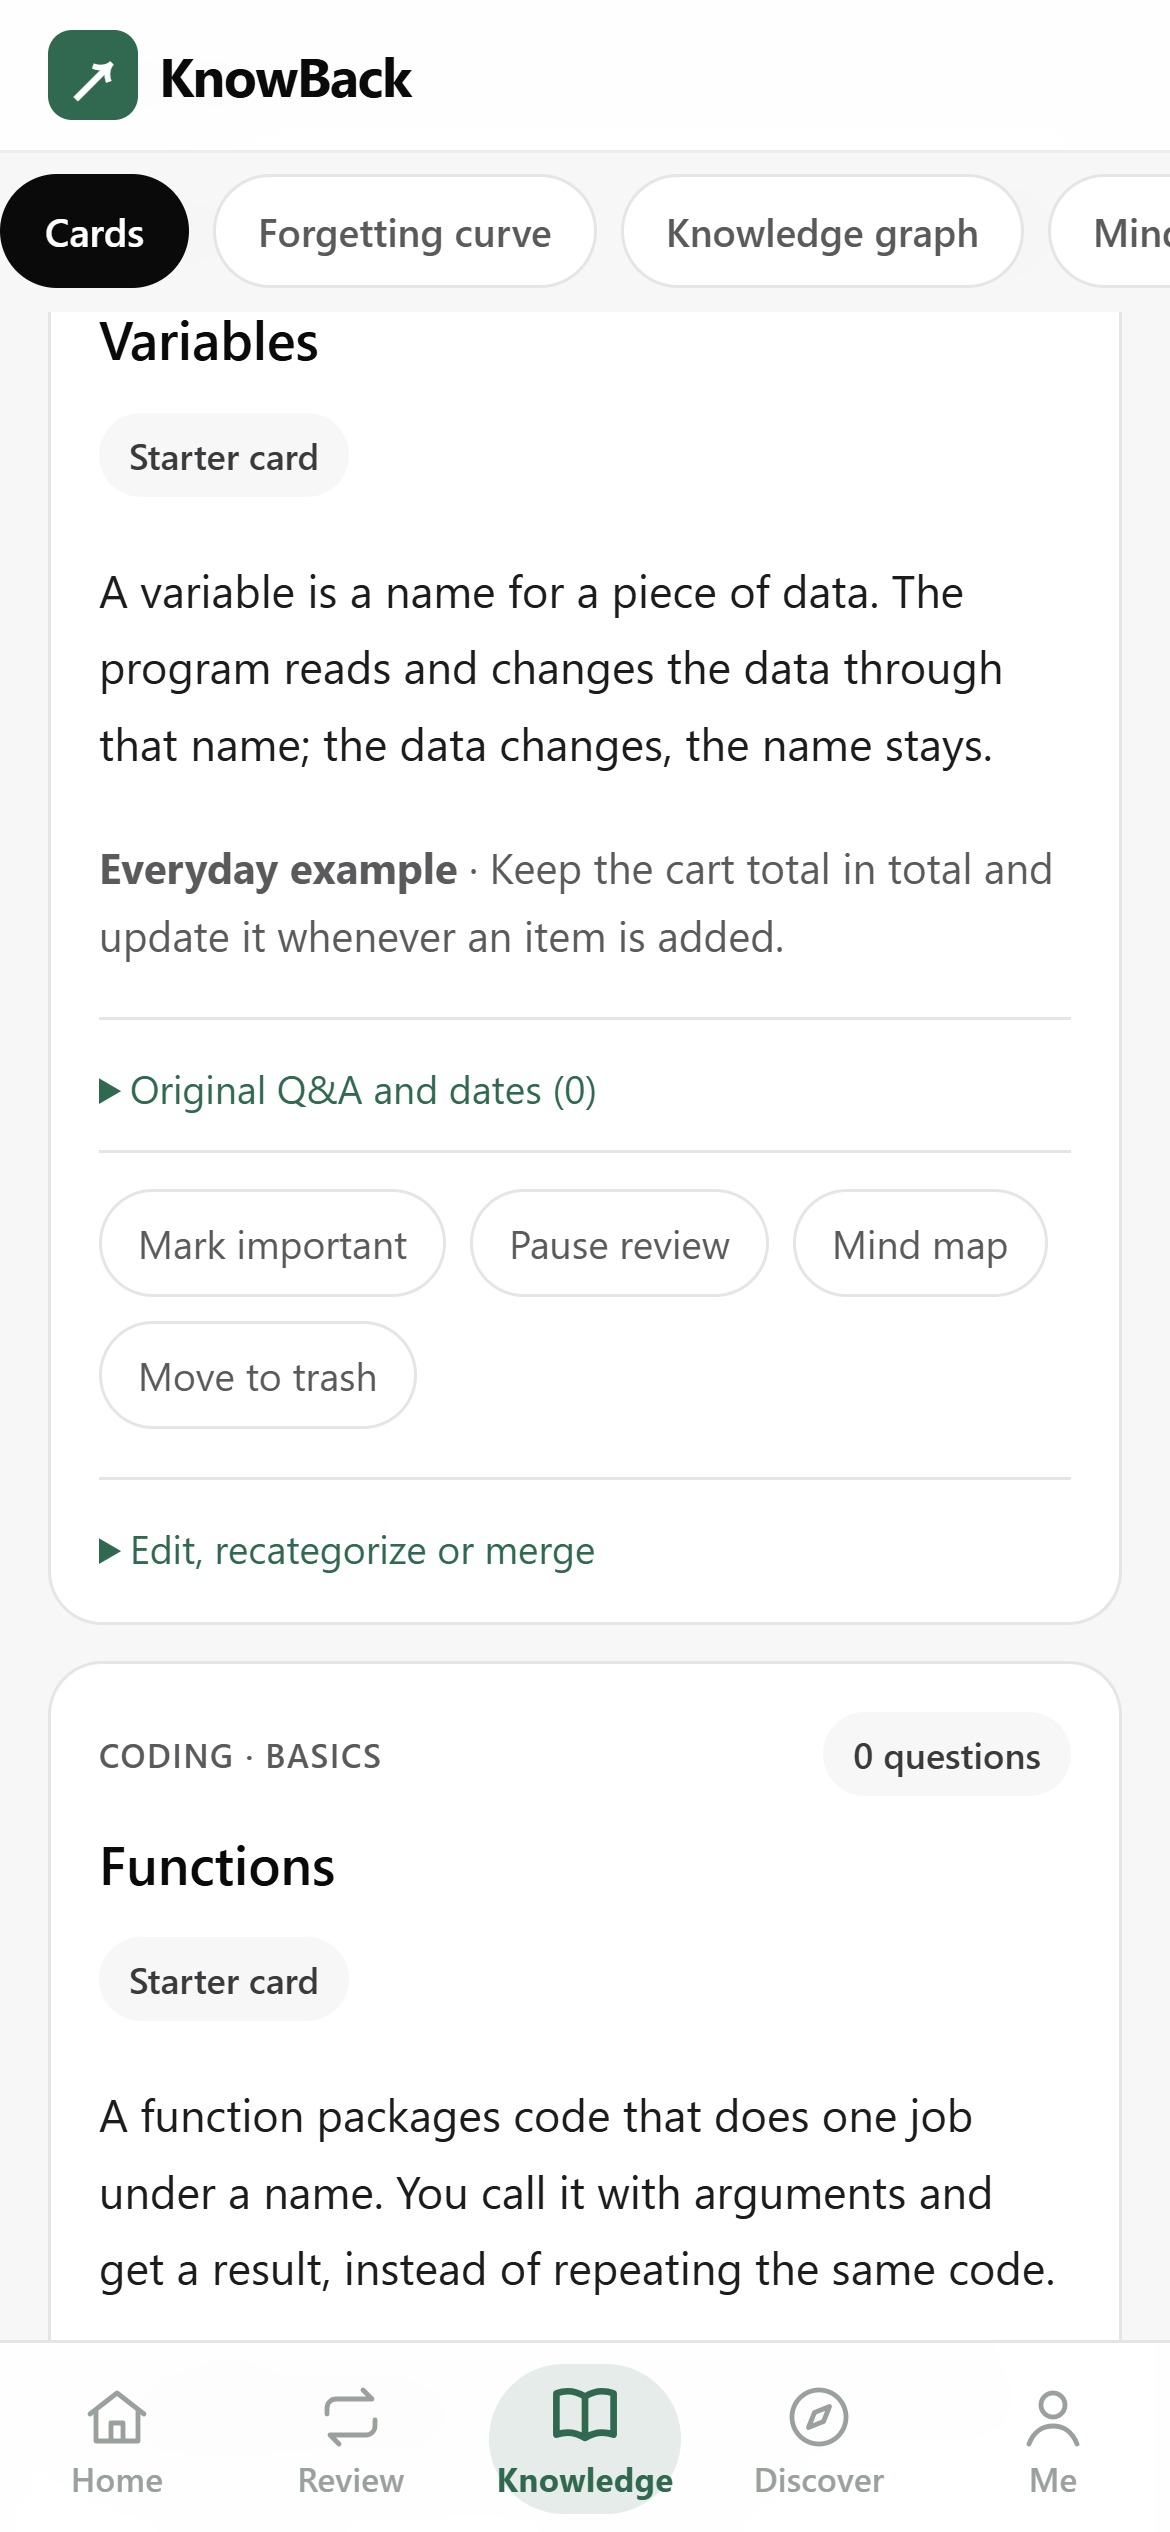 KnowBack
Cards
Forgetting curve
Knowledge graph
Variables
Starter card
A variable is a name for a piece of data. The
program reads and changes the data through
that name; the data changes, the name stays.
Everyday example · Keep the cart total in total and
update it whenever an item is added.
Original Q&A and dates (0)
Mark important
Pause review
Mind map
Move to trash
Edit, recategorize or merge
CODING · BASICS
0 questions
Functions
Starter card
A function packages code that does one job
under a name. You call it with arguments and
get a result, instead of repeating the same code.
Home
Review
Knowledge
Discover
Me